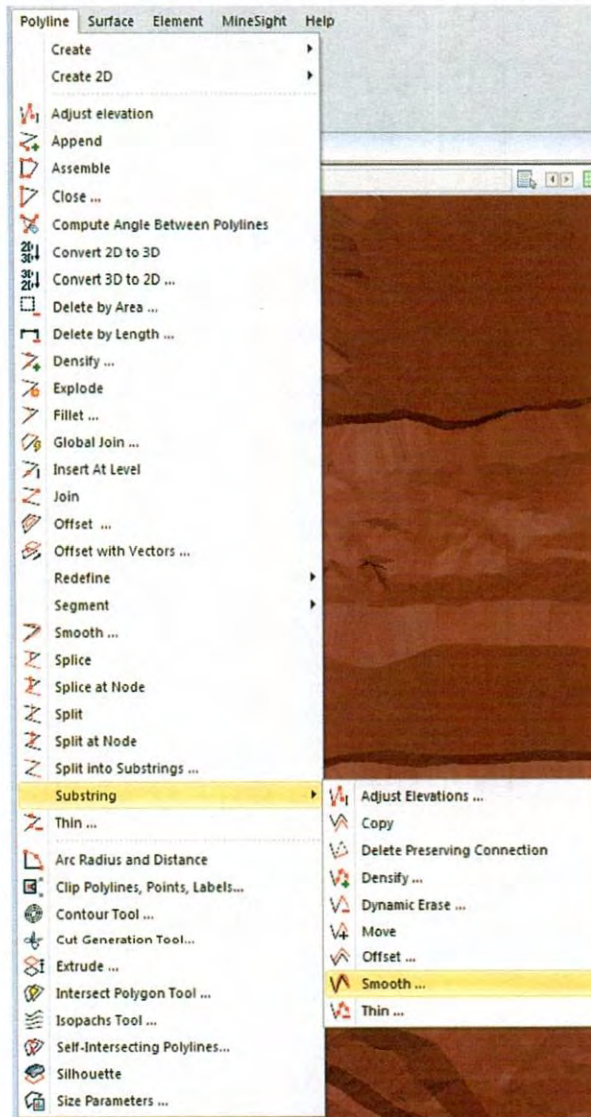 Polyline Surface Element MineSight Help
Create
Create 2D
Adjust elevation
Append
Assemble
Close ...
Compute Angle Between Polylines
Convert 2D to 3D
Convert 3D to 2D ...
Delete by Area ...
Delete by Length ...
Densify ...
Explode
Fillet ...
Global Join ...
Insert At Level
Join
Offset ...
Offset with Vectors ...
Redefine
Segment
Smooth ...
Splice
Splice at Node
Split
Split at Node
Split into Substrings ...
Substring
Thin ...
Arc Radius and Distance
Clip Polylines, Points, Labels...
Contour Tool ...
Cut Generation Tool...
Extrude ...
Intersect Polygon Tool ...
Isopachs Tool ...
Self-Intersecting Polylines...
Silhouette
Size Parameters ...
Adjust Elevations ...
Copy
Delete Preserving Connection
Densify ...
Dynamic Erase ...
Move
Offset ...
Smooth ...
Thin ...